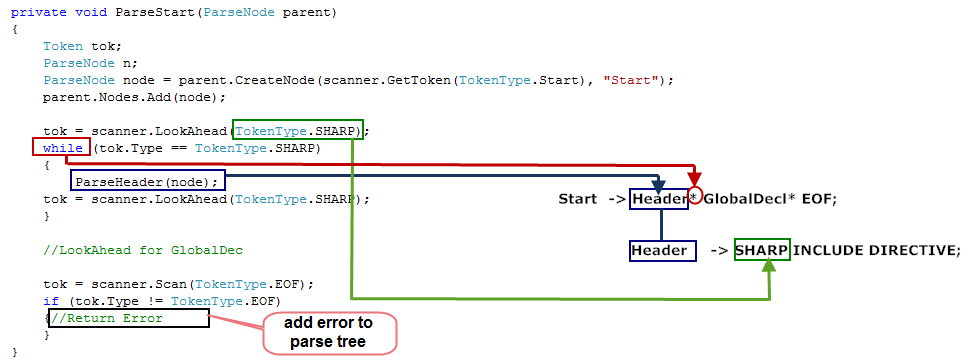 private void ParseStart(ParseNode parent)
{
Token tok;
ParseNode n;
ParseNode node = parent.CreateNode(scanner.GetToken(TokenType.Start), "Start");
parent.Nodes.Add(node);
tok = scanner.LookAhead(TokenType.SHARP);
while (tok.Type == TokenType.SHARP)
{
ParseHeader(node);
Start -> Header* GlobalDecl* EOF;
tok = scanner.LookAhead(TokenType.SHARP);
}
//LookAhead for GlobalDec
Header -> SHARP INCLUDE DIRECTIVE;
tok = scanner.Scan(TokenType.EOF);
if (tok.Type != TokenType.EOF)
{//Return Error
}
add error to
parse tree
}